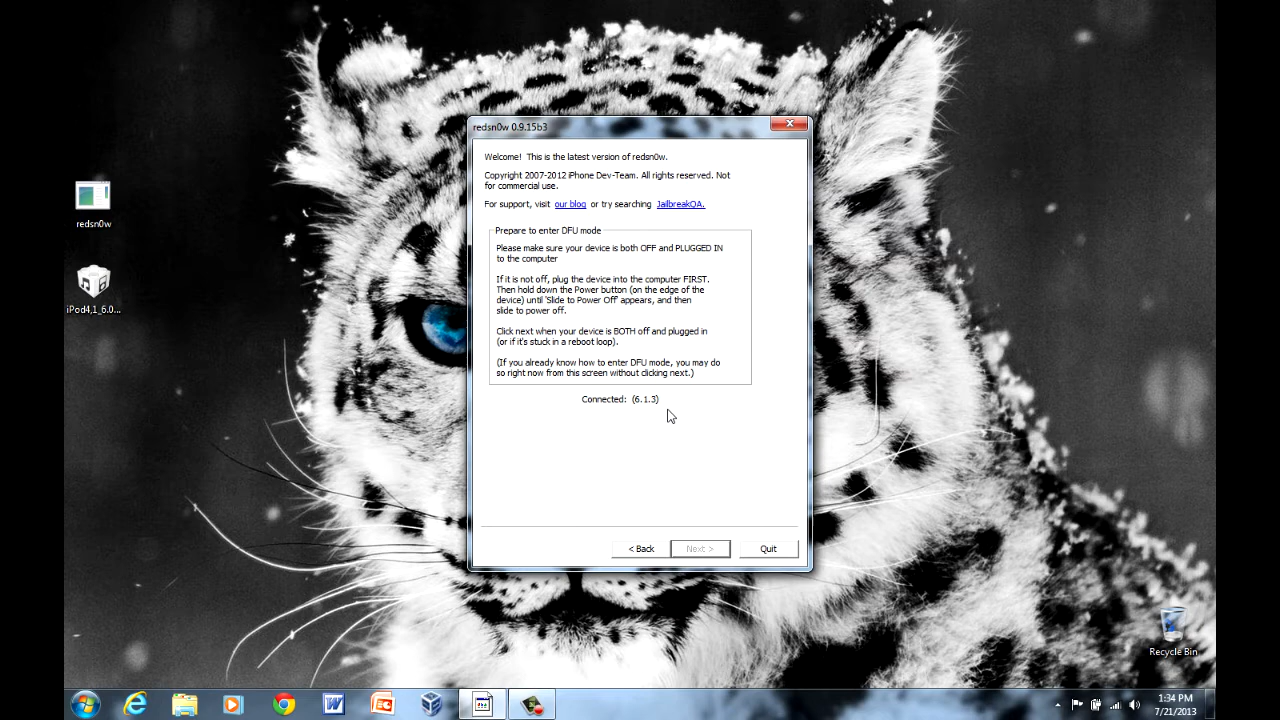 redsn0w 0.9.15b3
Welcome! This is the latest version of redsn0w.
Copyright 2007-2012 iPhone Dev-Team. All rights reserved. Not
for commercial use.
For support, visit our blog or try searching JailbreakQA.
Prepare to enter DFU mode
Please make sure your device is both OFF and PLUGGED IN
to the computer
If it is not off, plug the device into the computer FIRST.
Then hold down the Power button (on the edge of the
device) until 'Slide to Power Off' appears, and then
slide to power off.
Click next when your device is BOTH off and plugged in
(or if it's stuck in a reboot loop).
(If you already know how to enter DFU mode, you may do
so right now from this screen without clicking next.)
Connected: (6.1.3)
< Back
Next >
Quit
redsn0w
iPod4,1_6.0...
Recycle Bin
1:34 PM
7/21/2013